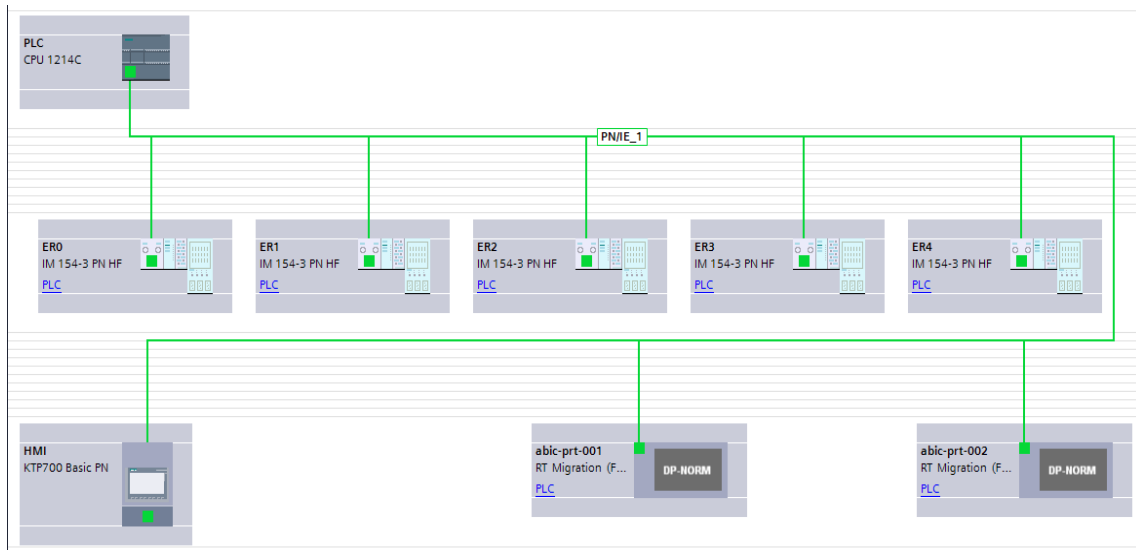 PLC
CPU 1214C
PN/IE_1
ER0
IM 154-3 PN HF
PLC
ER1
IM 154-3 PN HF
PLC
ER2
IM 154-3 PN HF
PLC
ER3
IM 154-3 PN HF
PLC
ER4
IM 154-3 PN HF
PLC
HMI
KTP700 Basic PN
abic-prt-001
RT Migration (F...
PLC
DP-NORM
abic-prt-002
RT Migration (F...
PLC
DP-NORM